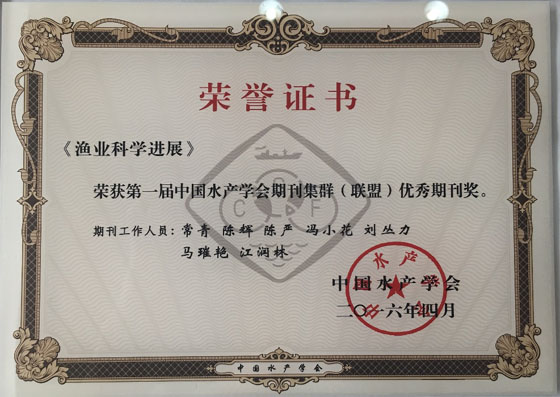 荣誉证书
《渔业科学进展》
荣获第一届中国水产学会期刊集群（联盟）优秀期刊奖。
期刊工作人员：常青 陈辉 陈严 冯小花 刘丛力
马璀艳 江润林
中国水产学会
二〇一六年四月
中国水产学会